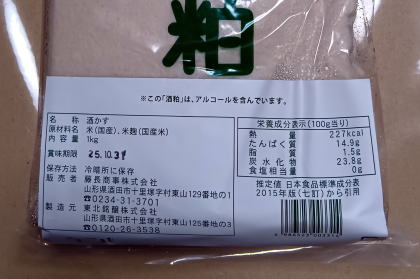 粕
※この「酒粕」は、アルコールを含んでいます。
名称 酒かす
原材料名 米(国産)、米麹(国産米)
内容量 1kg
賞味期限 25.10.31
保存方法 冷暗所に保存
販売者 藤長商事株式会社
山形県酒田市十里塚字村東山129番地の1
☎0234-31-3701
製造元 東北銘醸株式会社
山形県酒田市十里塚字村東山125番の3
☎0120-26-3538
栄養成分表示(100g当り)
熱量 227kcal
たんぱく質 14.9g
脂質 1.5g
炭水化物 23.8g
食塩相当量 0g
推定値 日本食品標準成分表
2015年版(七訂)から引用